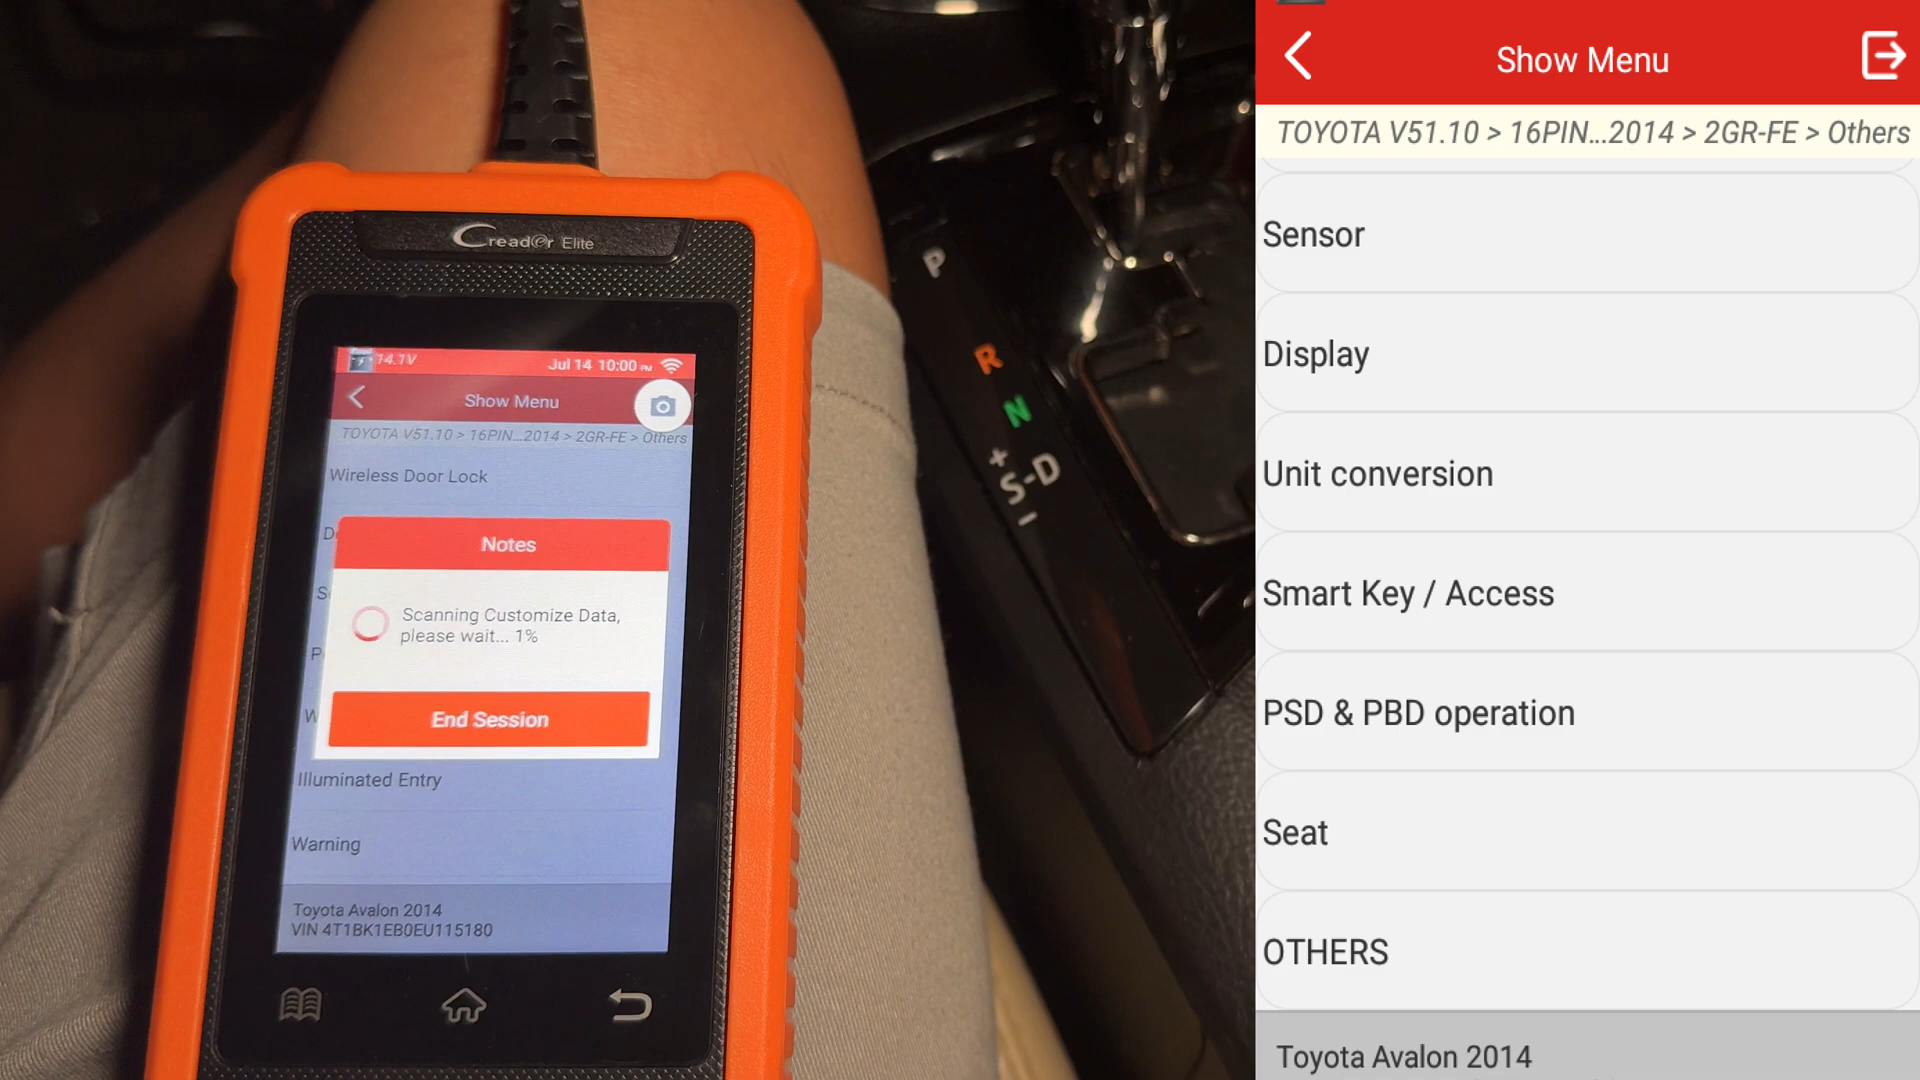 Creader Elite
14.1V
Jul 14 10:00 PM
Show Menu
TOYOTA V51.10 > 16PIN...2014 > 2GR-FE > Others
Wireless Door Lock
D
S
P
W
Notes
Scanning Customize Data,
please wait... 1%
End Session
Illuminated Entry
Warning
Toyota Avalon 2014
VIN 4T1BK1EB0EU115180
P
R
N
+
S-D
–
Show Menu
TOYOTA V51.10 > 16PIN...2014 > 2GR-FE > Others
Sensor
Display
Unit conversion
Smart Key / Access
PSD & PBD operation
Seat
OTHERS
Toyota Avalon 2014